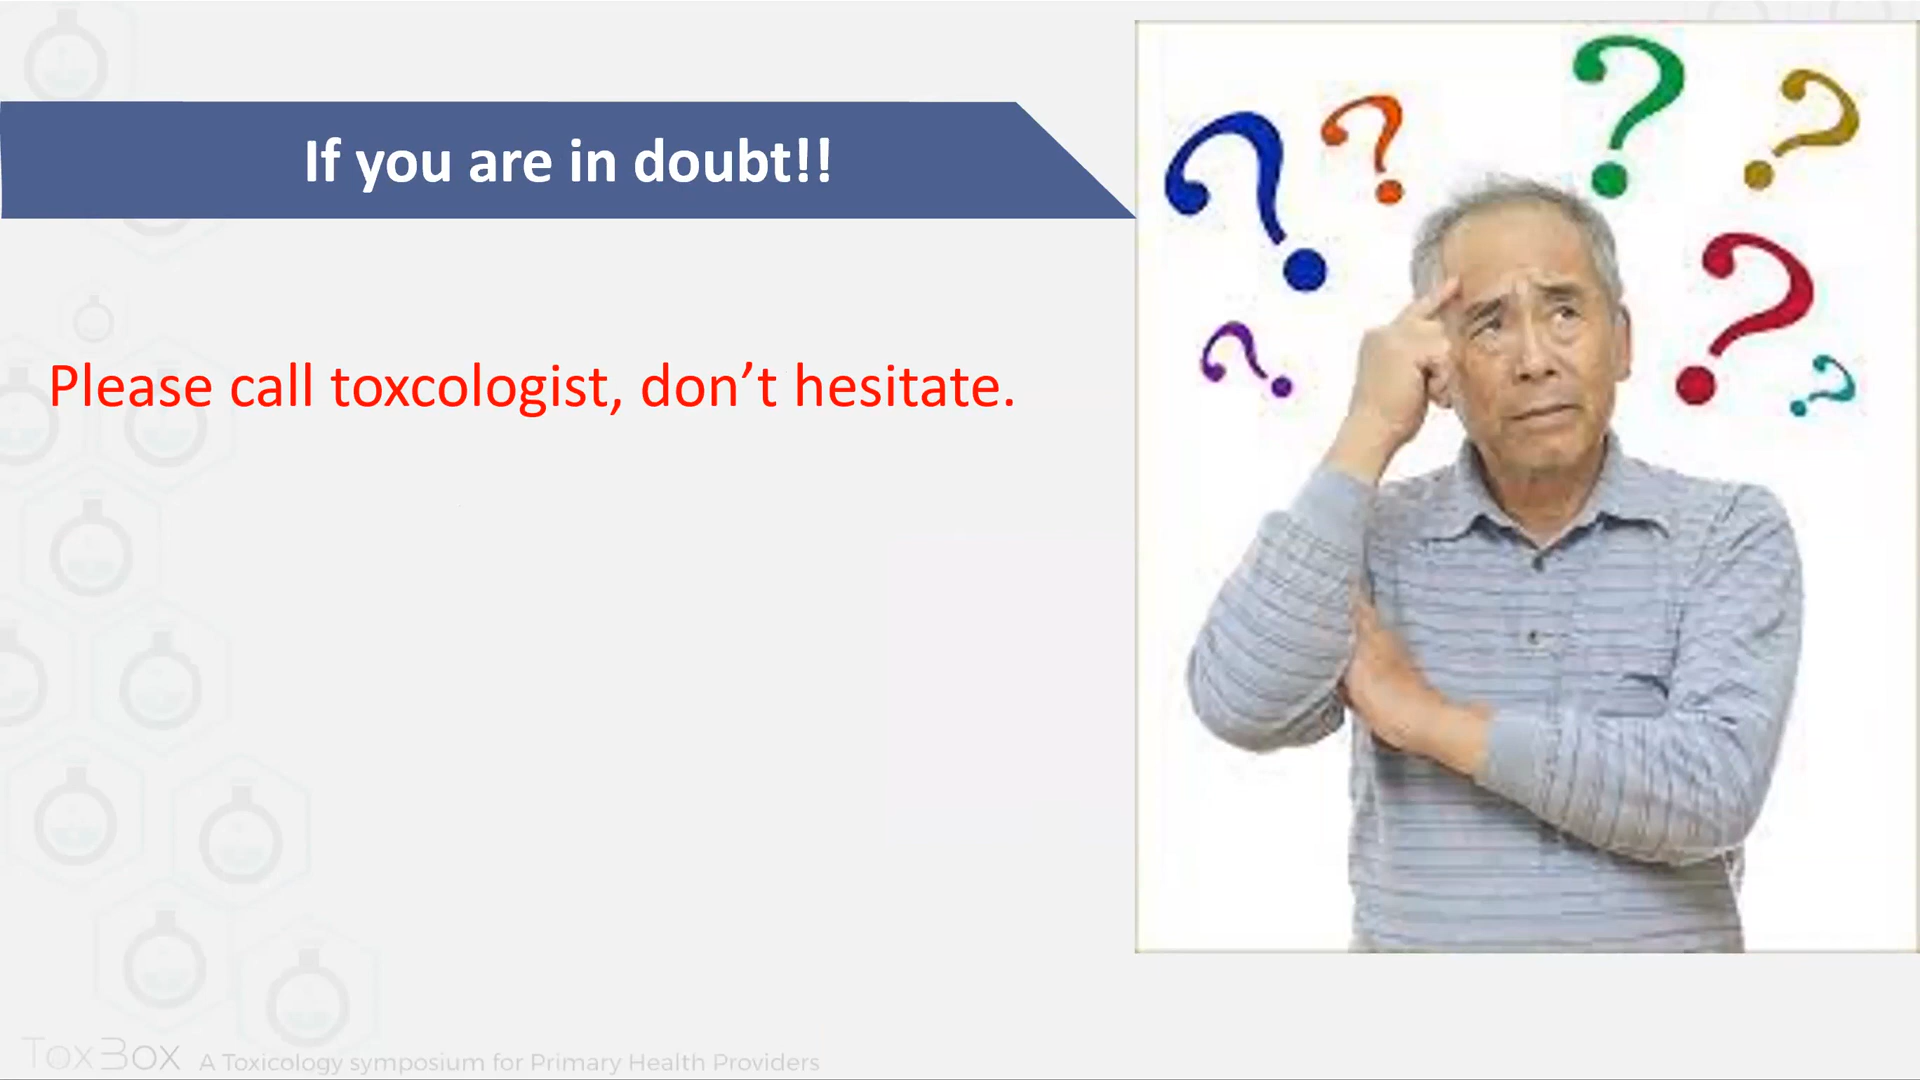 If you are in doubt!!
Please call toxcologist, don’t hesitate.
ToxBox A Toxicology symposium for Primary Health Providers